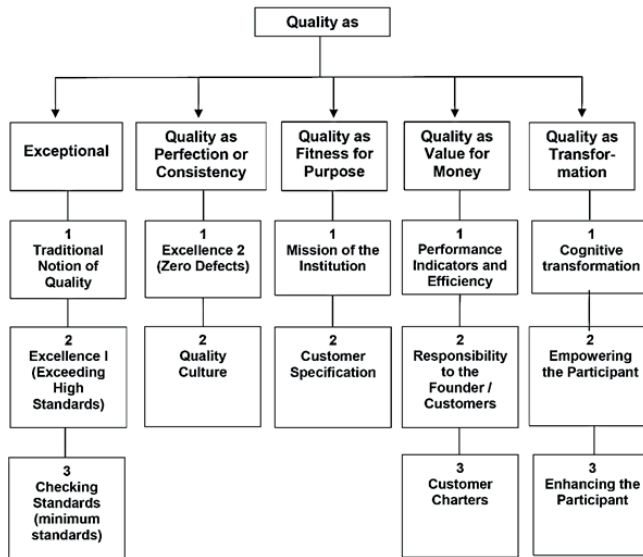 Quality as
Exceptional
Quality as
Perfection or
Consistency
Quality as
Fitness for
Purpose
Quality as
Value for
Money
Quality as
Transfor-
mation
1
Traditional
Notion of
Quality
1
Excellence 2
(Zero Defects)
1
Mission of the
Institution
1
Performance
Indicators and
Efficiency
1
Cognitive
transformation
2
Excellence I
(Exceeding
High
Standards)
2
Quality
Culture
2
Customer
Specification
2
Responsibility
to the
Founder /
Customers
2
Empowering
the Participant
3
Checking
Standards
(minimum
standards)
3
Customer
Charters
3
Enhancing the
Participant